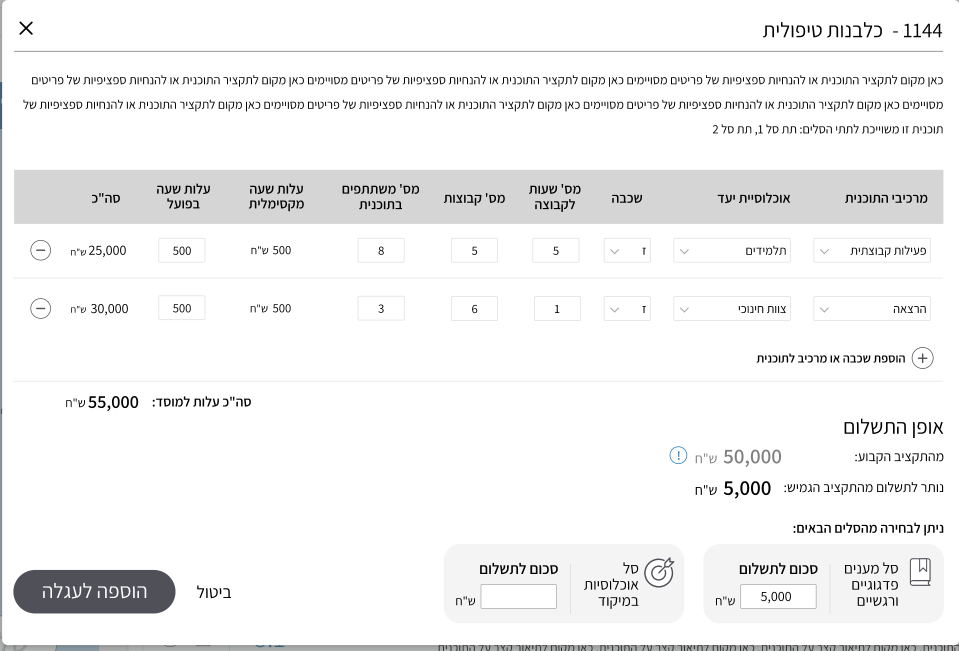 1144 - כלבנות טיפולית
כאן מקום לתקציר התוכנית או להנחיות ספציפיות של פריטים מסויימים כאן מקום לתקציר התוכנית או להנחיות ספציפיות של פריטים מסויימים כאן מקום לתקציר התוכנית או להנחיות ספציפיות של פריטים
מסויימים כאן מקום לתקציר התוכנית או להנחיות ספציפיות של פריטים מסויימים כאן מקום לתקציר התוכנית או להנחיות ספציפיות של פריטים מסויימים כאן מקום לתקציר התוכנית או להנחיות ספציפיות של
תוכנית זו משוייכת לתתי הסלים: תת סל 1, תת סל 2
מרכיבי התוכנית אוכלוסיית יעד שכבה מס' שעות לקבוצה מס' קבוצות מס' משתתפים בתוכנית עלות שעה מקסימלית עלות שעה בפועל סה"כ
פעילות קבוצתית תלמידים ז 5 5 8 500 ש"ח 500 25,000 ש"ח
הרצאה צוות חינוכי ז 1 6 3 500 ש"ח 500 30,000 ש"ח
הוספת שכבה או מרכיב לתוכנית
סה"כ עלות למוסד: 55,000 ש"ח
אופן התשלום
מהתקציב הקבוע: 50,000 ש"ח
נותר לתשלום מהתקציב הגמיש: 5,000 ש"ח
ניתן לבחירה מהסלים הבאים:
סל מענים
פדגוגיים
ורגשיים
סכום לתשלום
5,000 ש"ח
סל
אוכלוסיות
במיקוד
סכום לתשלום
ש"ח
ביטול
הוספה לעגלה